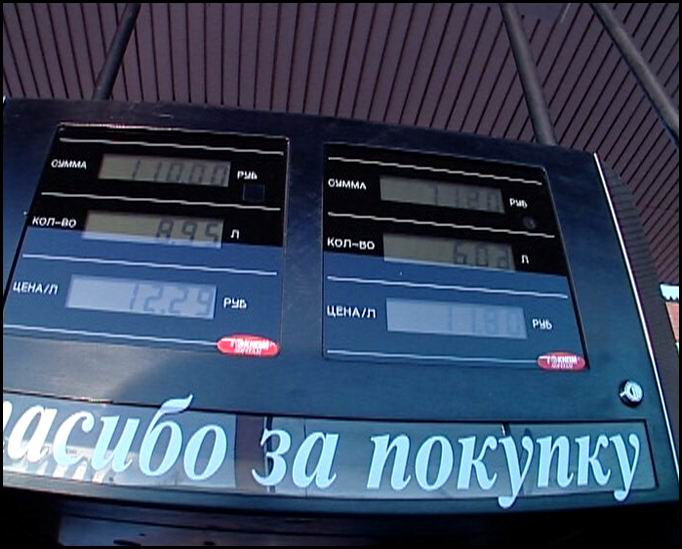 СУММА 110.00 РУБ
КОЛ-ВО 8.95 Л
ЦЕНА/Л 12.29 РУБ
СУММА РУБ
КОЛ-ВО 6.02 Л
ЦЕНА/Л 11.80 РУБ
пасибо за покупку